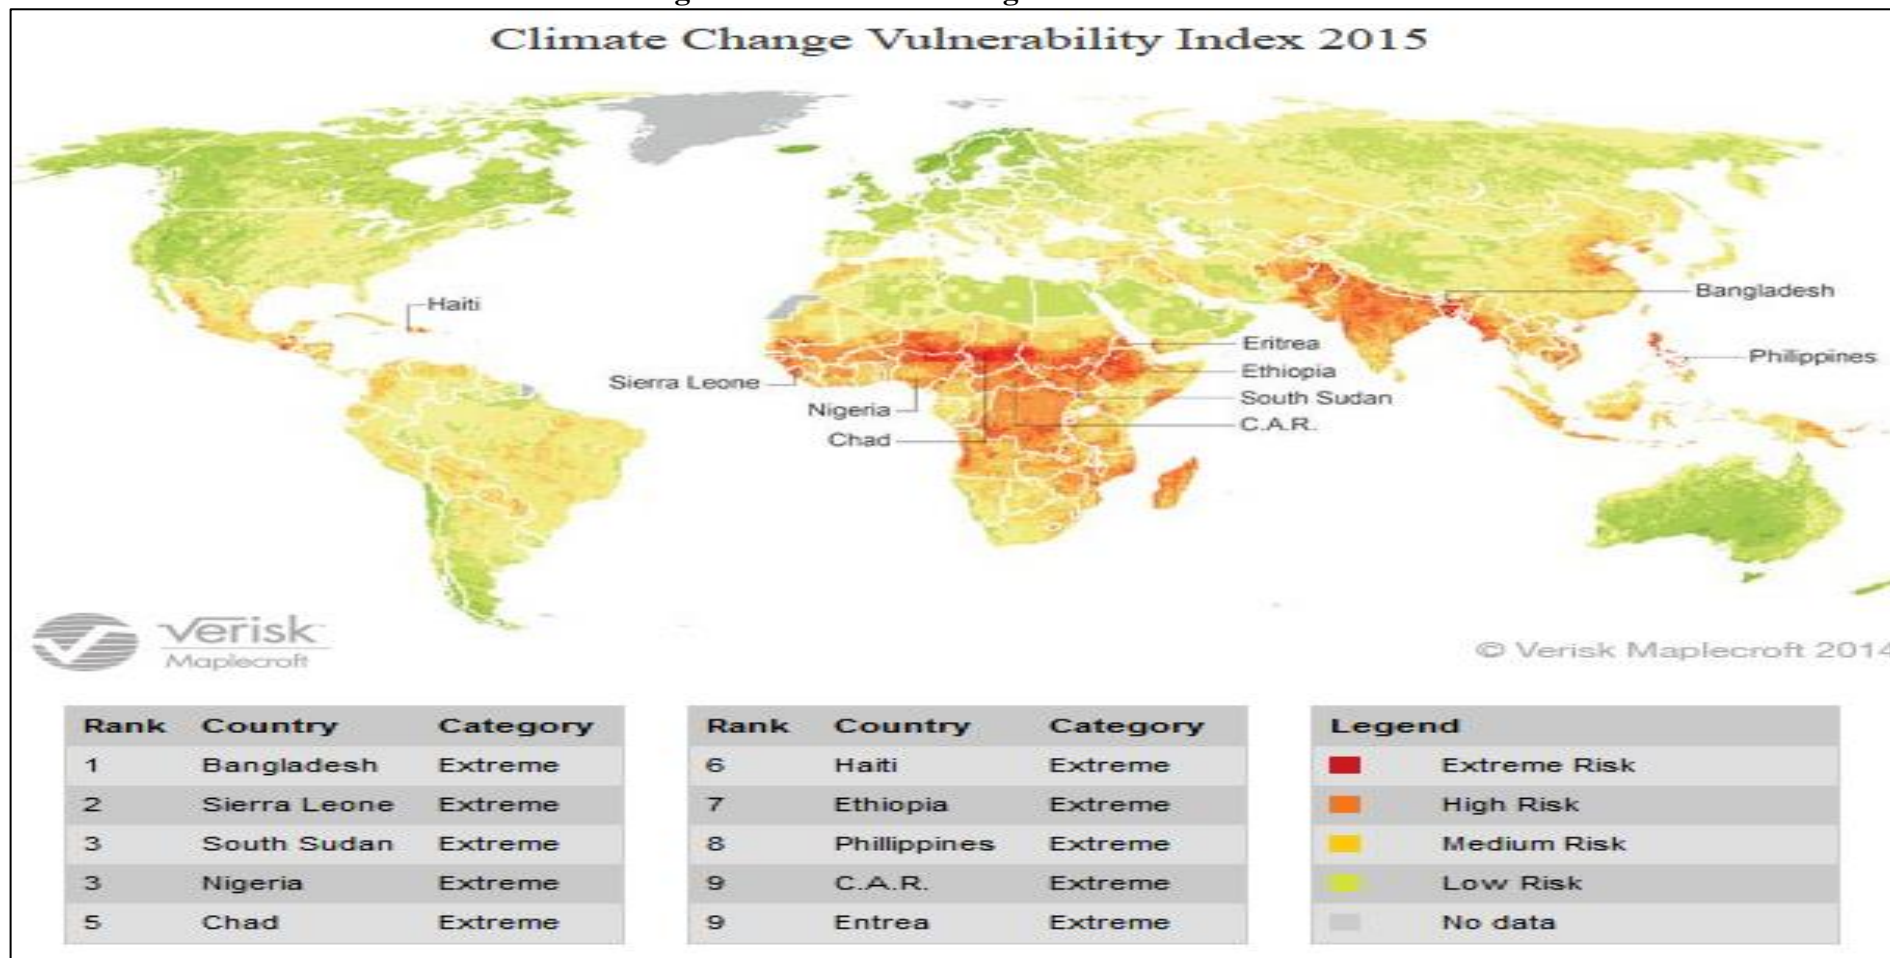 Climate Change Vulnerability Index 2015
Haiti
Bangladesh
Eritrea
Philippines
Ethiopia
Sierra Leone
South Sudan
Nigeria
C.A.R.
Chad
verisk
Maplecroft
© Verisk Maplecroft 2014
Rank Country Category
1 Bangladesh Extreme
2 Sierra Leone Extreme
3 South Sudan Extreme
3 Nigeria Extreme
5 Chad Extreme
Rank Country Category
6 Haiti Extreme
7 Ethiopia Extreme
8 Phillippines Extreme
9 C.A.R. Extreme
9 Entrea Extreme
Legend
Extreme Risk
High Risk
Medium Risk
Low Risk
No data